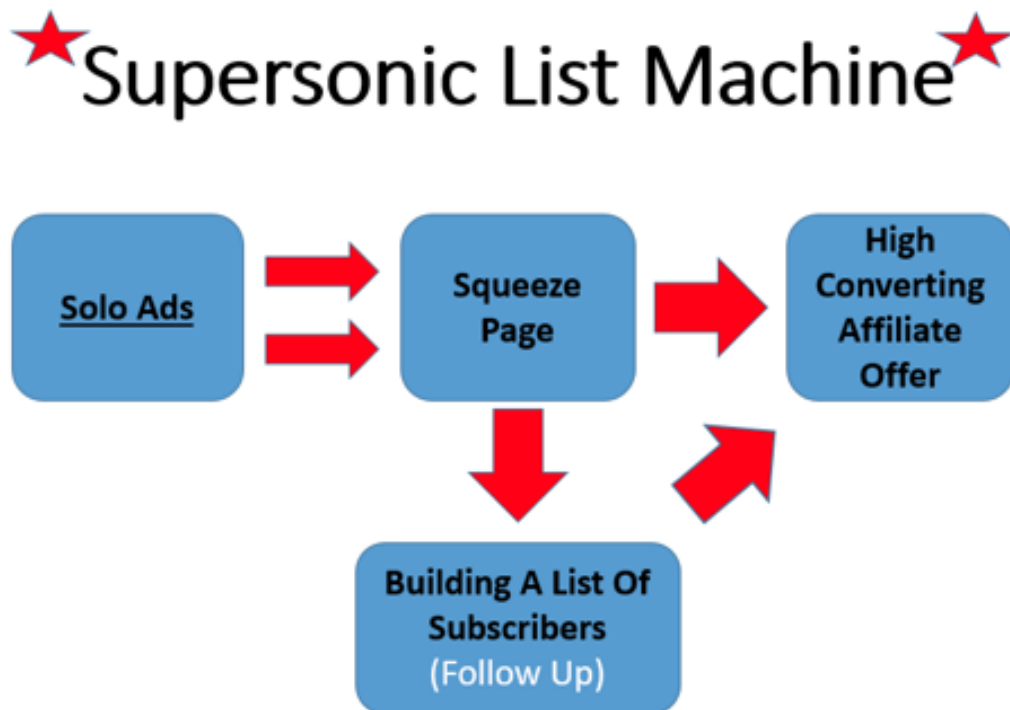 Supersonic List Machine
Solo Ads
Squeeze
Page
High
Converting
Affiliate
Offer
Building A List Of
Subscribers
(Follow Up)